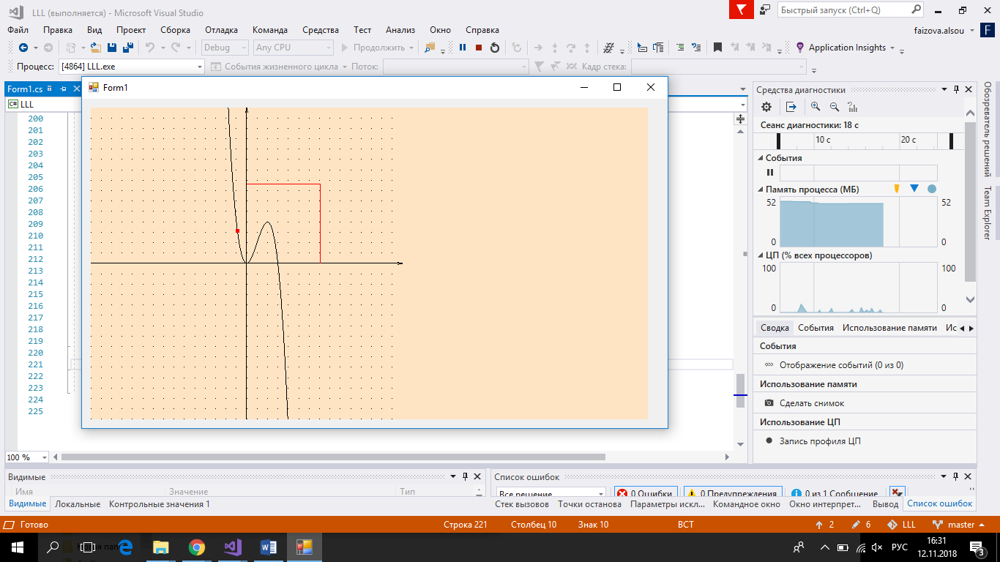 LLL (выполняется) - Microsoft Visual Studio
Быстрый запуск (Ctrl+Q)
Файл Правка Вид Проект Сборка Отладка Команда Средства Тест Анализ Окно Справка
faizova.alsou F
Debug Any CPU Продолжить Application Insights
Процесс: [4864] LLL.exe События жизненного цикла Поток: Кадр стека:
Form1.cs
C# LLL
Form1
200
201
202
203
204
205
206
207
208
209
210
211
212
213
214
215
216
217
218
219
220
221
222
223
224
225
100 %
Средства диагностики
Сеанс диагностики: 18 с
10 с 20 с
События
Память процесса (МБ)
52 52
0 0
ЦП (% всех процессоров)
100 100
0 0
Сводка События Использование памяти Ис
События
Отображение событий (0 из 0)
Использование памяти
Сделать снимок
Использование ЦП
Запись профиля ЦП
Обозреватель решений
Team Explorer
Видимые
Имя Значение Тип
Видимые Локальные Контрольные значения 1
Список ошибок
Все решение 0 Ошибки 0 Предупреждения 0 из 1 Сообщение
Стек вызовов Точки останова Параметры искл... Командное окно Окно интерпрет... Вывод Список ошибок
Готово Строка 221 Столбец 10 Знак 10 ВСТ 2 6 LLL master
РУС
16:31
12.11.2018
3